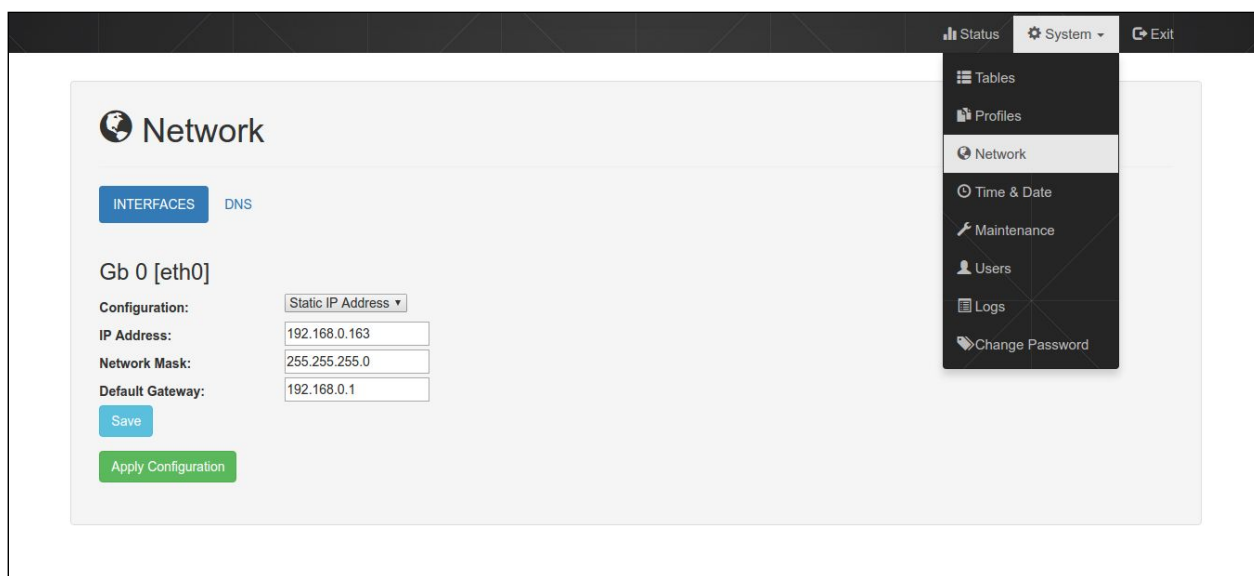 Status System Exit
Tables
Profiles
Network
Time & Date
Maintenance
Users
Logs
Change Password
Network
INTERFACES DNS
Gb 0 [eth0]
Configuration: Static IP Address
IP Address: 192.168.0.163
Network Mask: 255.255.255.0
Default Gateway: 192.168.0.1
Save
Apply Configuration